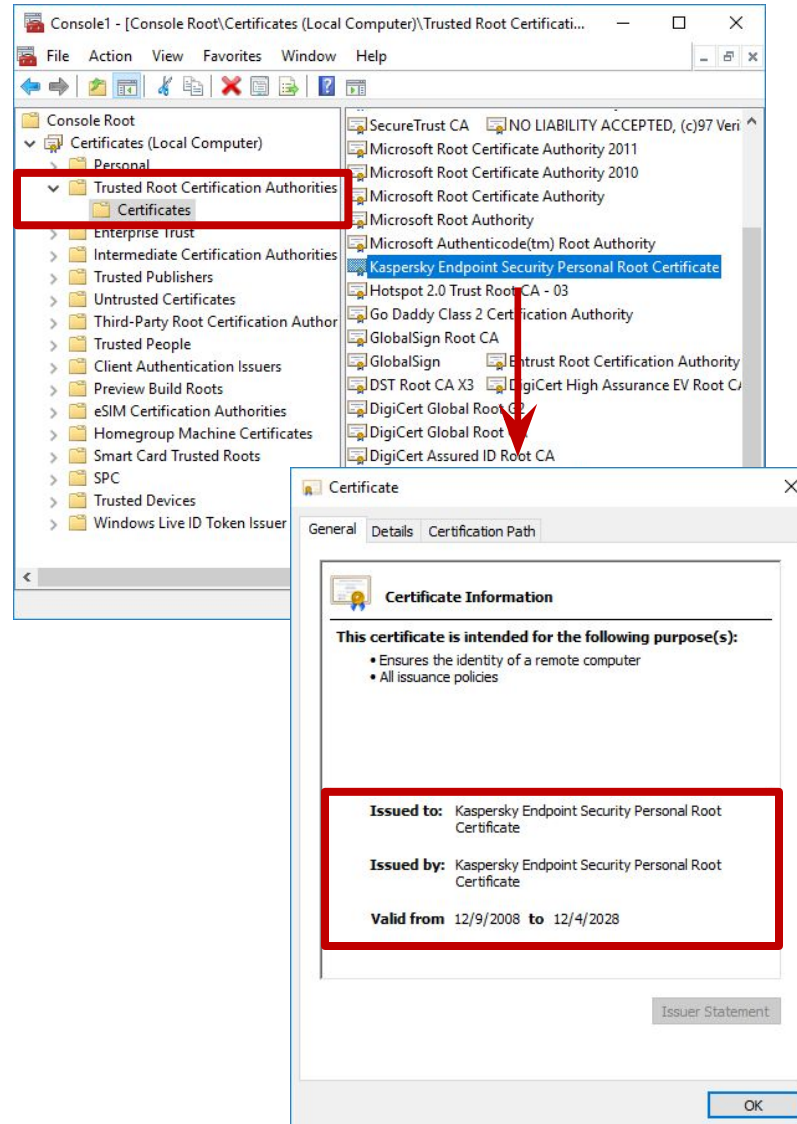 Console1 - [Console Root\Certificates (Local Computer)\Trusted Root Certificati...
File Action View Favorites Window Help
Console Root
Certificates (Local Computer)
Personal
Trusted Root Certification Authorities
Certificates
Enterprise Trust
Intermediate Certification Authorities
Trusted Publishers
Untrusted Certificates
Third-Party Root Certification Author
Trusted People
Client Authentication Issuers
Preview Build Roots
eSIM Certification Authorities
Homegroup Machine Certificates
Smart Card Trusted Roots
SPC
Trusted Devices
Windows Live ID Token Issuer
SecureTrust CA NO LIABILITY ACCEPTED, (c)97 Veri
Microsoft Root Certificate Authority 2011
Microsoft Root Certificate Authority 2010
Microsoft Root Certificate Authority
Microsoft Root Authority
Microsoft Authenticode(tm) Root Authority
Kaspersky Endpoint Security Personal Root Certificate
Hotspot 2.0 Trust Root CA - 03
Go Daddy Class 2 Certification Authority
GlobalSign Root CA
GlobalSign Entrust Root Certification Authority
DST Root CA X3 DigiCert High Assurance EV Root CA
DigiCert Global Root G2
DigiCert Global Root
DigiCert Assured ID Root CA
Certificate
General Details Certification Path
Certificate Information
This certificate is intended for the following purpose(s):
• Ensures the identity of a remote computer
• All issuance policies
Issued to: Kaspersky Endpoint Security Personal Root
Certificate
Issued by: Kaspersky Endpoint Security Personal Root
Certificate
Valid from 12/9/2008 to 12/4/2028
Issuer Statement
OK